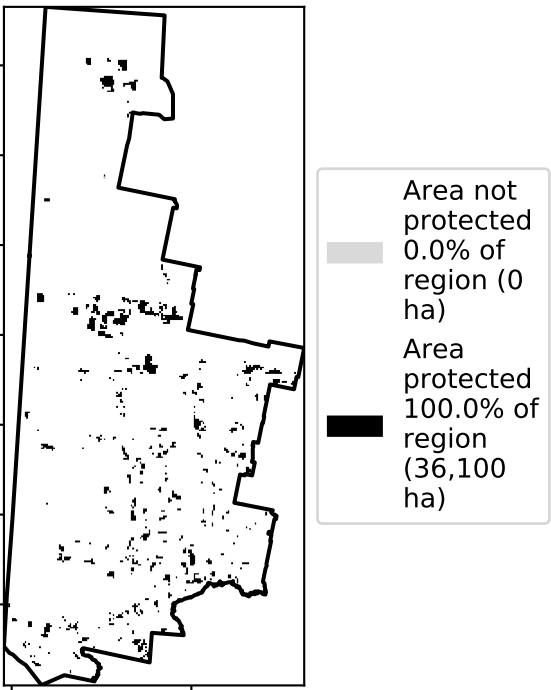 Area not
protected
0.0% of
region (0
ha)
Area
protected
100.0% of
region
(36,100
ha)